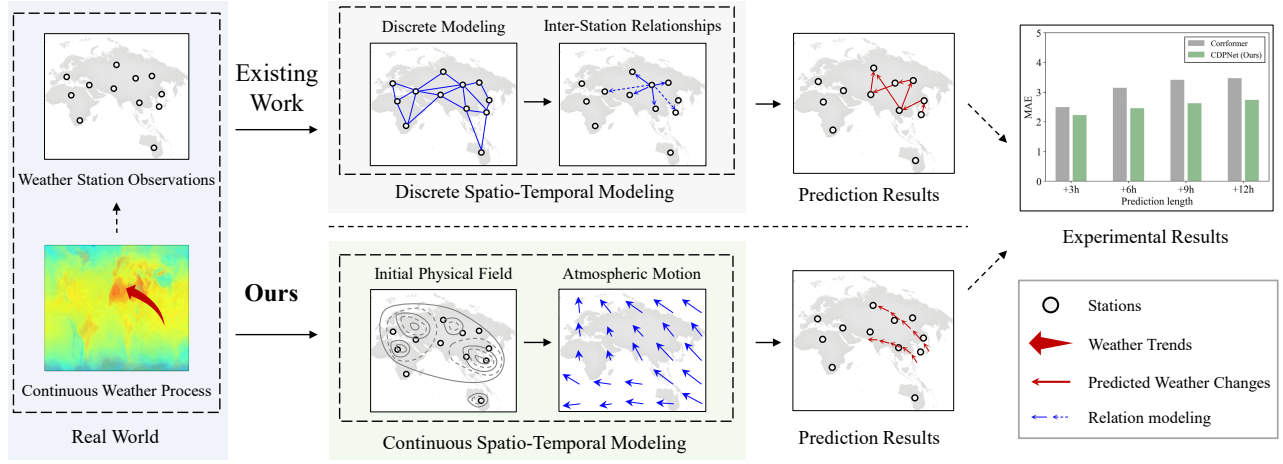 Weather Station Observations
Continuous Weather Process
Real World
Existing
Work
Ours
Discrete Modeling
Inter-Station Relationships
Discrete Spatio-Temporal Modeling
Initial Physical Field
Atmospheric Motion
Continuous Spatio-Temporal Modeling
Prediction Results
Prediction Results
Corrformer
CDPNet (Ours)
MAE
5
4
3
2
1
0
+3h
+6h
+9h
+12h
Prediction length
Experimental Results
Stations
Weather Trends
Predicted Weather Changes
Relation modeling